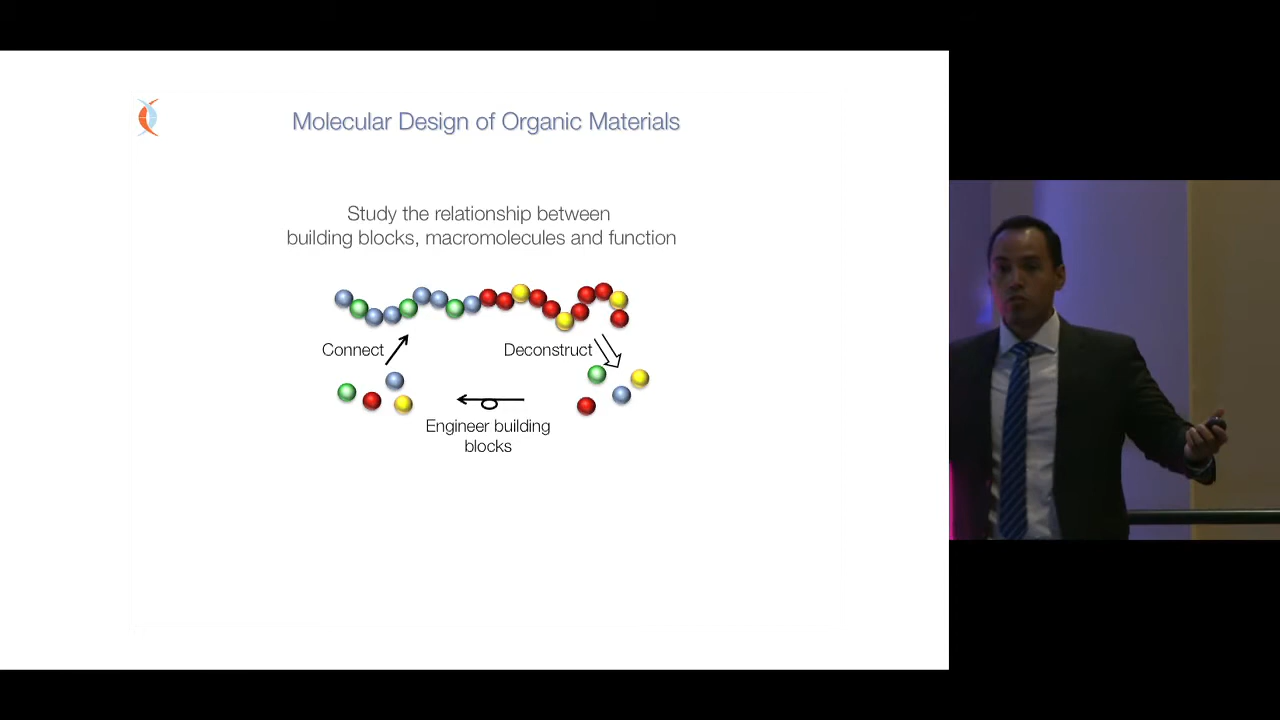 Molecular Design of Organic Materials
Study the relationship between
building blocks, macromolecules and function
Connect
Deconstruct
Engineer building
blocks